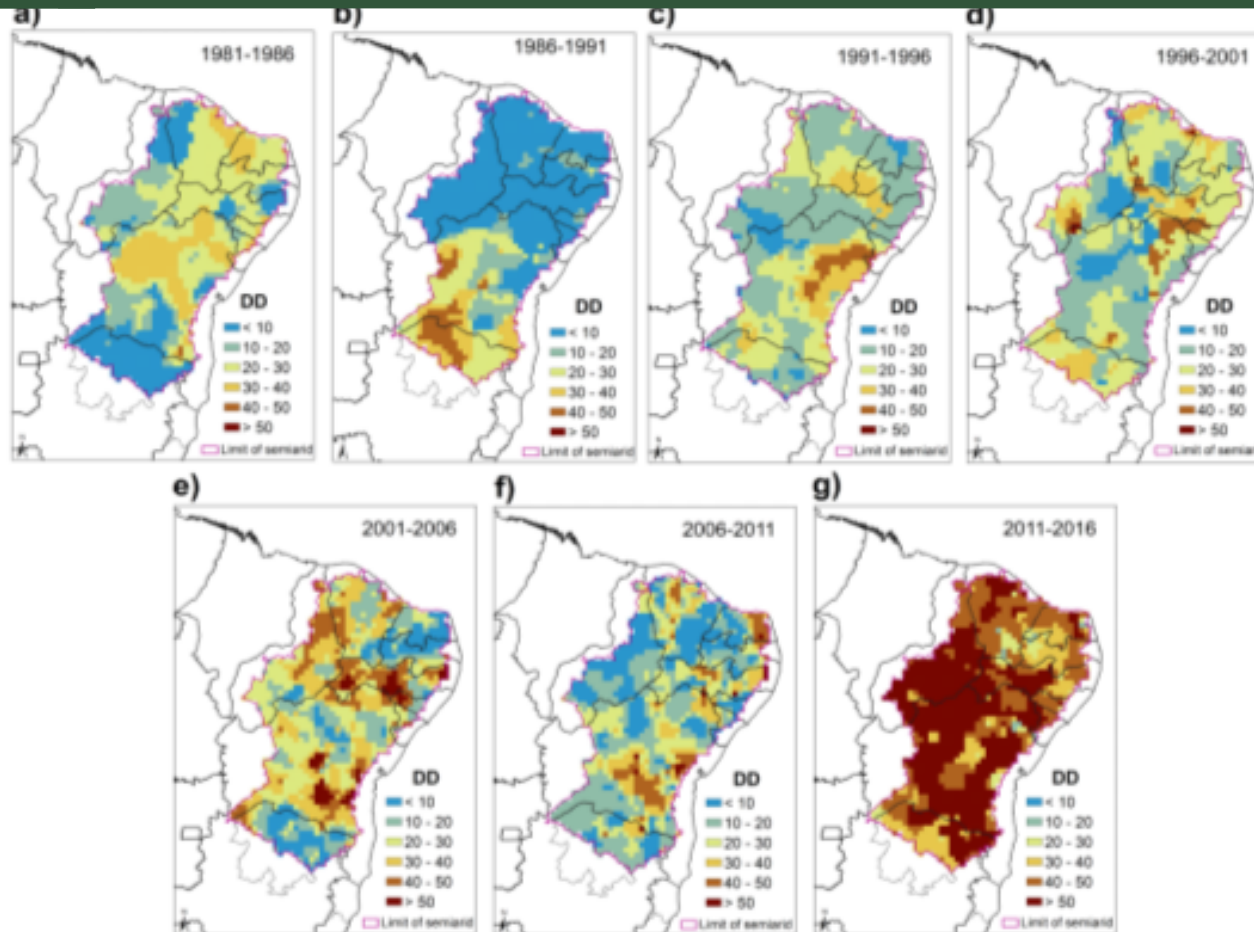 a)
1981-1986
DD
< 10
10 - 20
20 - 30
30 - 40
40 - 50
> 50
Limit of semiarid
b)
1986-1991
DD
< 10
10 - 20
20 - 30
30 - 40
40 - 50
> 50
Limit of semiarid
c)
1991-1996
DD
< 10
10 - 20
20 - 30
30 - 40
40 - 50
> 50
Limit of semiarid
d)
1996-2001
DD
< 10
10 - 20
20 - 30
30 - 40
40 - 50
> 50
Limit of semiarid
e)
2001-2006
DD
< 10
10 - 20
20 - 30
30 - 40
40 - 50
> 50
Limit of semiarid
f)
2006-2011
DD
< 10
10 - 20
20 - 30
30 - 40
40 - 50
> 50
Limit of semiarid
g)
2011-2016
DD
< 10
10 - 20
20 - 30
30 - 40
40 - 50
> 50
Limit of semiarid